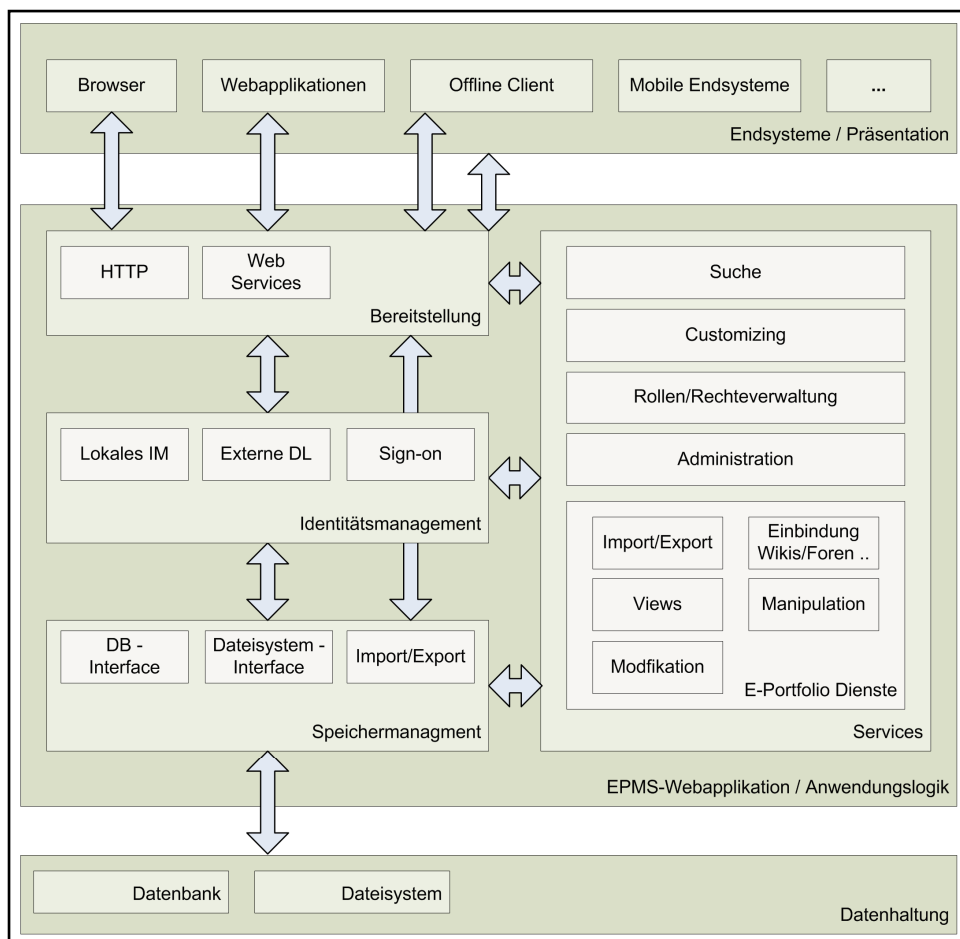 Browser
Webapplikationen
Offline Client
Mobile Endsysteme
...
Endsysteme / Präsentation
HTTP
Web
Services
Bereitstellung
Lokales IM
Externe DL
Sign-on
Identitätsmanagement
DB -
Interface
Dateisystem -
Interface
Import/Export
Speichermanagment
Suche
Customizing
Rollen/Rechteverwaltung
Administration
Import/Export
Einbindung
Wikis/Foren ..
Views
Manipulation
Modfikation
E-Portfolio Dienste
Services
EPMS-Webapplikation / Anwendungslogik
Datenbank
Dateisystem
Datenhaltung